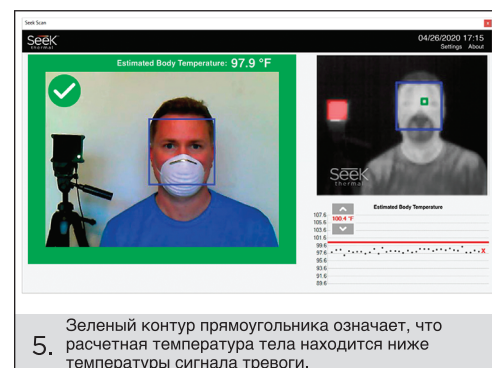 Seek Scan
x
Seek
thermal
04/26/2020 17:15
Settings About
Estimated Body Temperature: 97.9 °F
Seek
thermal
Estimated Body Temperature
107.6
105.6
103.6
101.6
99.6
97.6
95.6
93.6
91.6
89.6
100.4 °F
X
5. Зеленый контур прямоугольника означает, что
расчетная температура тела находится ниже
температуры сигнала тревоги.